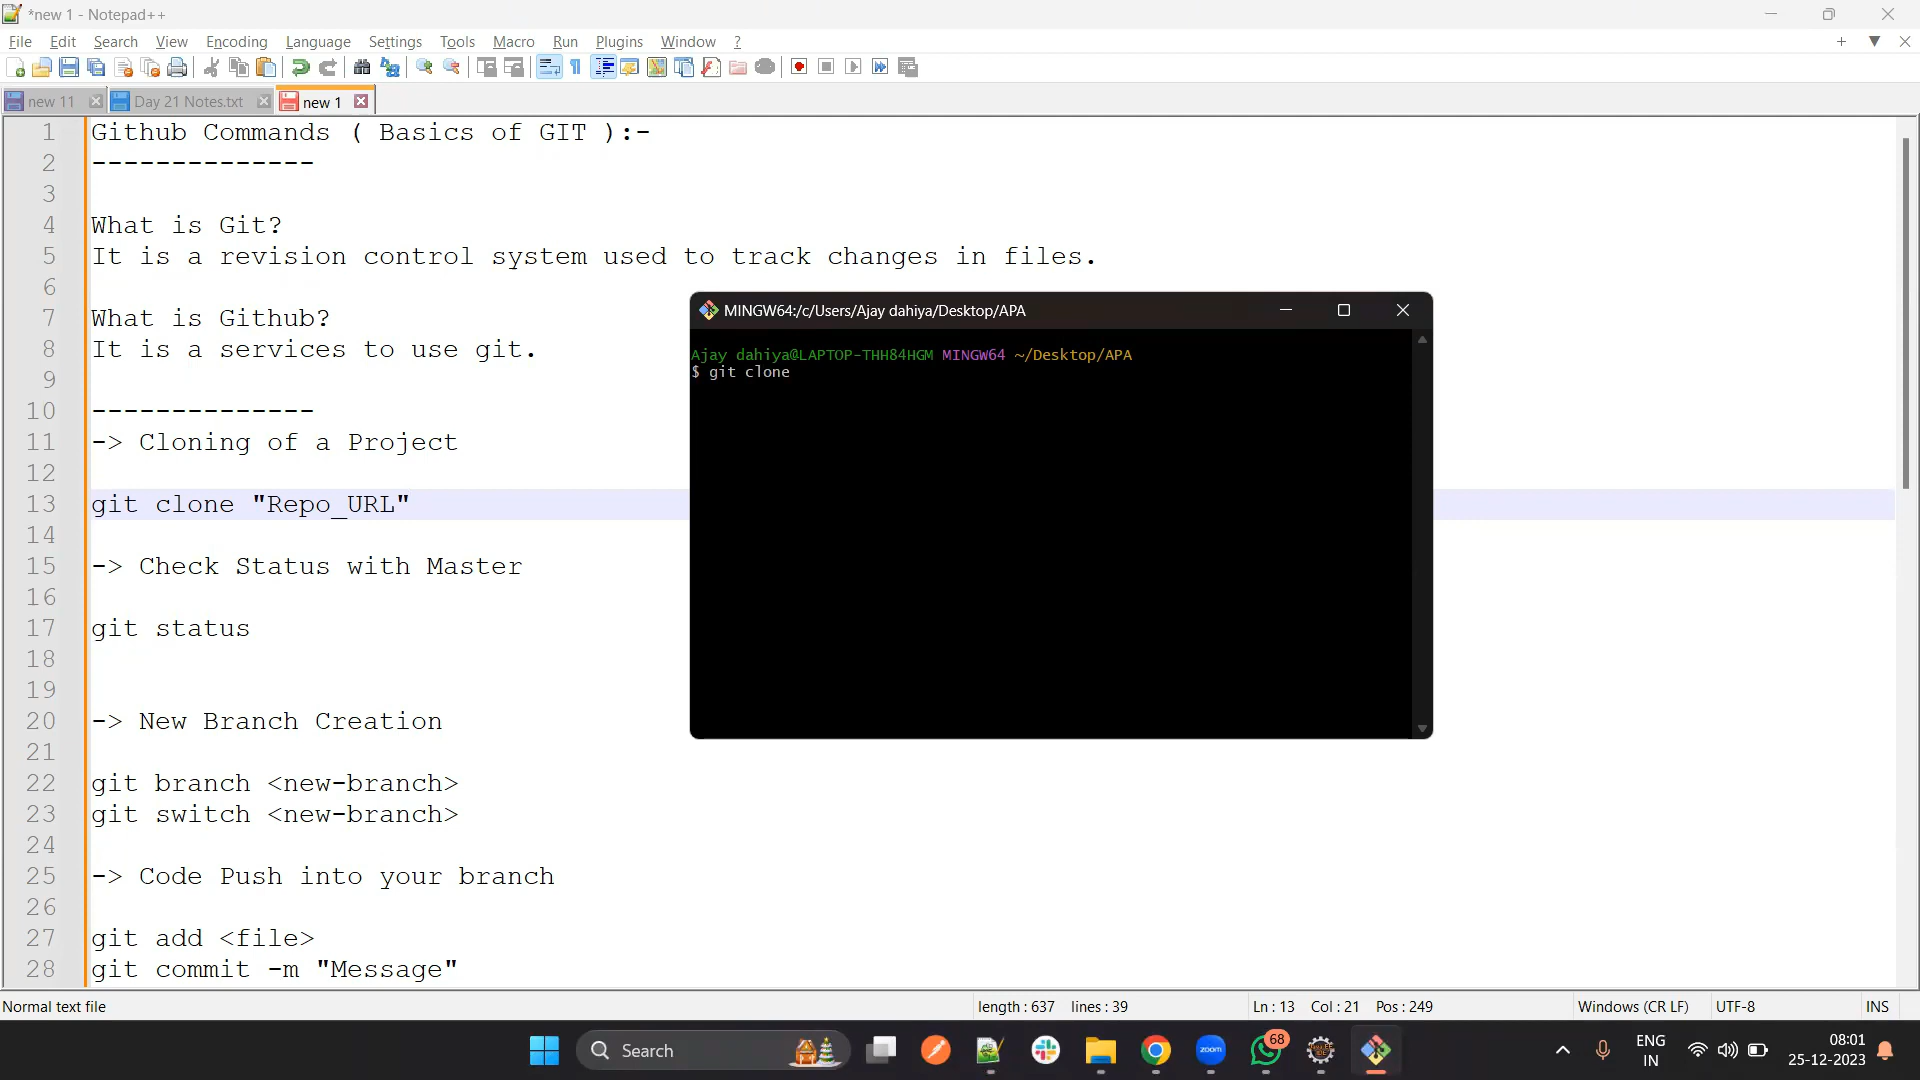 *new 1 - Notepad++
File Edit Search View Encoding Language Settings Tools Macro Run Plugins Window ?
new 11 Day 21 Notes.txt new 1
1 Github Commands ( Basics of GIT ):-
2 --------------
3
4 What is Git?
5 It is a revision control system used to track changes in files.
6
7 What is Github?
8 It is a services to use git.
9
10 --------------
11 -> Cloning of a Project
12
13 git clone "Repo_URL"
14
15 -> Check Status with Master
16
17 git status
18
19
20 -> New Branch Creation
21
22 git branch <new-branch>
23 git switch <new-branch>
24
25 -> Code Push into your branch
26
27 git add <file>
28 git commit -m "Message"
MINGW64:/c/Users/Ajay dahiya/Desktop/APA
Ajay dahiya@LAPTOP-THH84HGM MINGW64 ~/Desktop/APA
$ git clone
Normal text file length : 637 lines : 39 Ln : 13 Col : 21 Pos : 249 Windows (CR LF) UTF-8 INS
Search zoom 68 ENG IN 08:01
25-12-2023